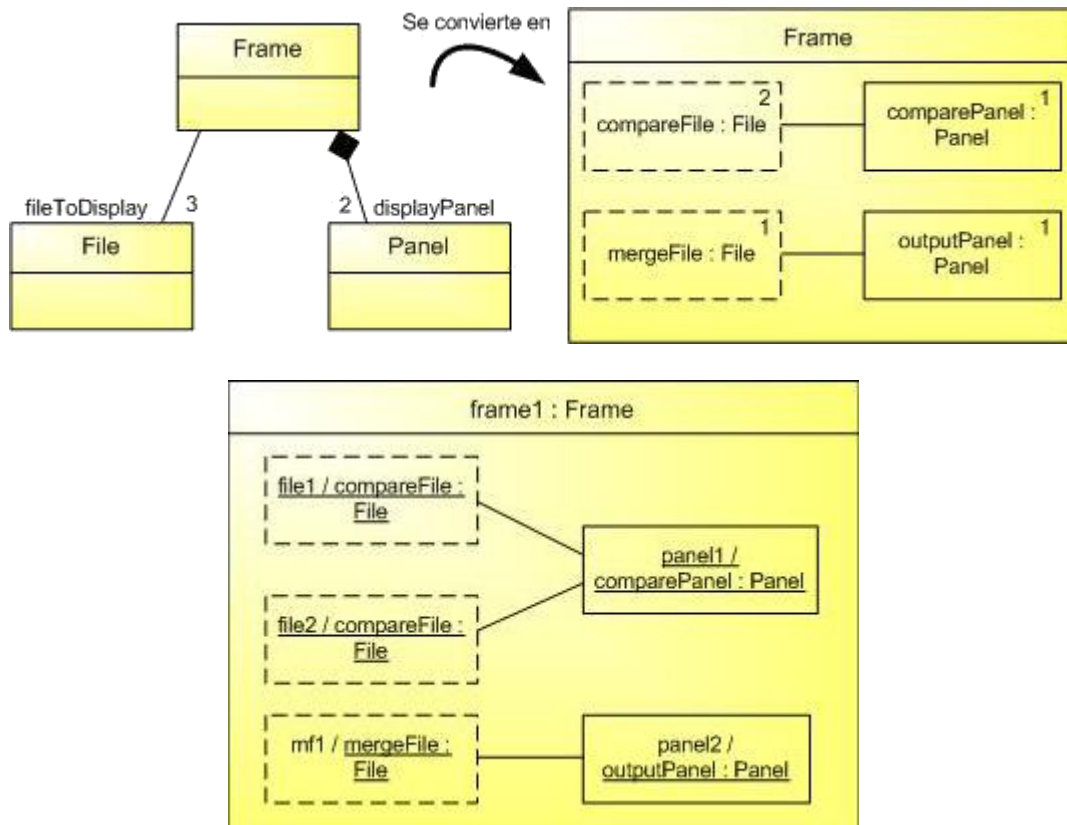 Frame
Se convierte en
fileToDisplay
3
2
displayPanel
File
Panel
Frame
2
compareFile : File
1
comparePanel :
Panel
1
mergeFile : File
1
outputPanel :
Panel
frame1 : Frame
file1 / compareFile :
File
file2 / compareFile :
File
panel1 /
comparePanel : Panel
mf1 / mergeFile :
File
panel2 /
outputPanel : Panel